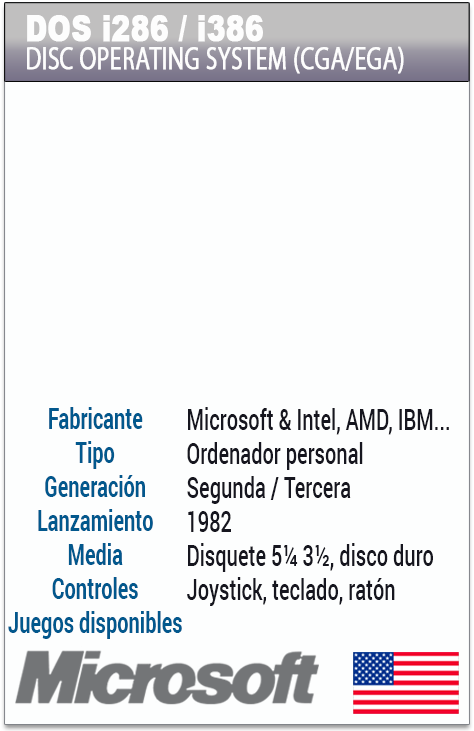 DOS i286 / i386
DISC OPERATING SYSTEM (CGA/EGA)
Fabricante Microsoft & Intel, AMD, IBM...
Tipo Ordenador personal
Generación Segunda / Tercera
Lanzamiento 1982
Media Disquete 5¼ 3½, disco duro
Controles Joystick, teclado, ratón
Juegos disponibles
Microsoft